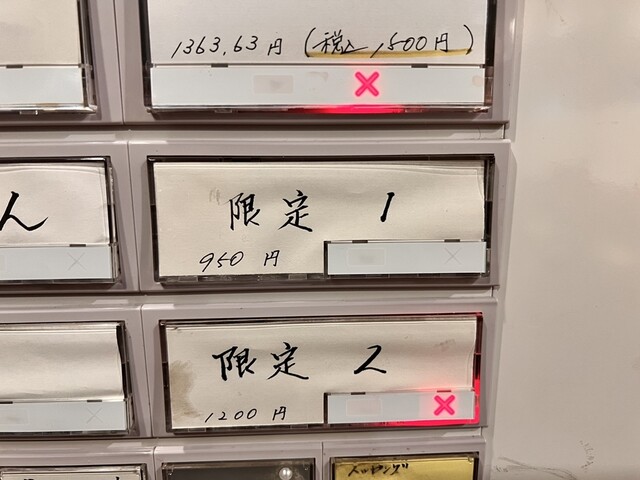 1363.63円（税込1,500円）
ん
限定 1
950 円
限定 2
1200 円